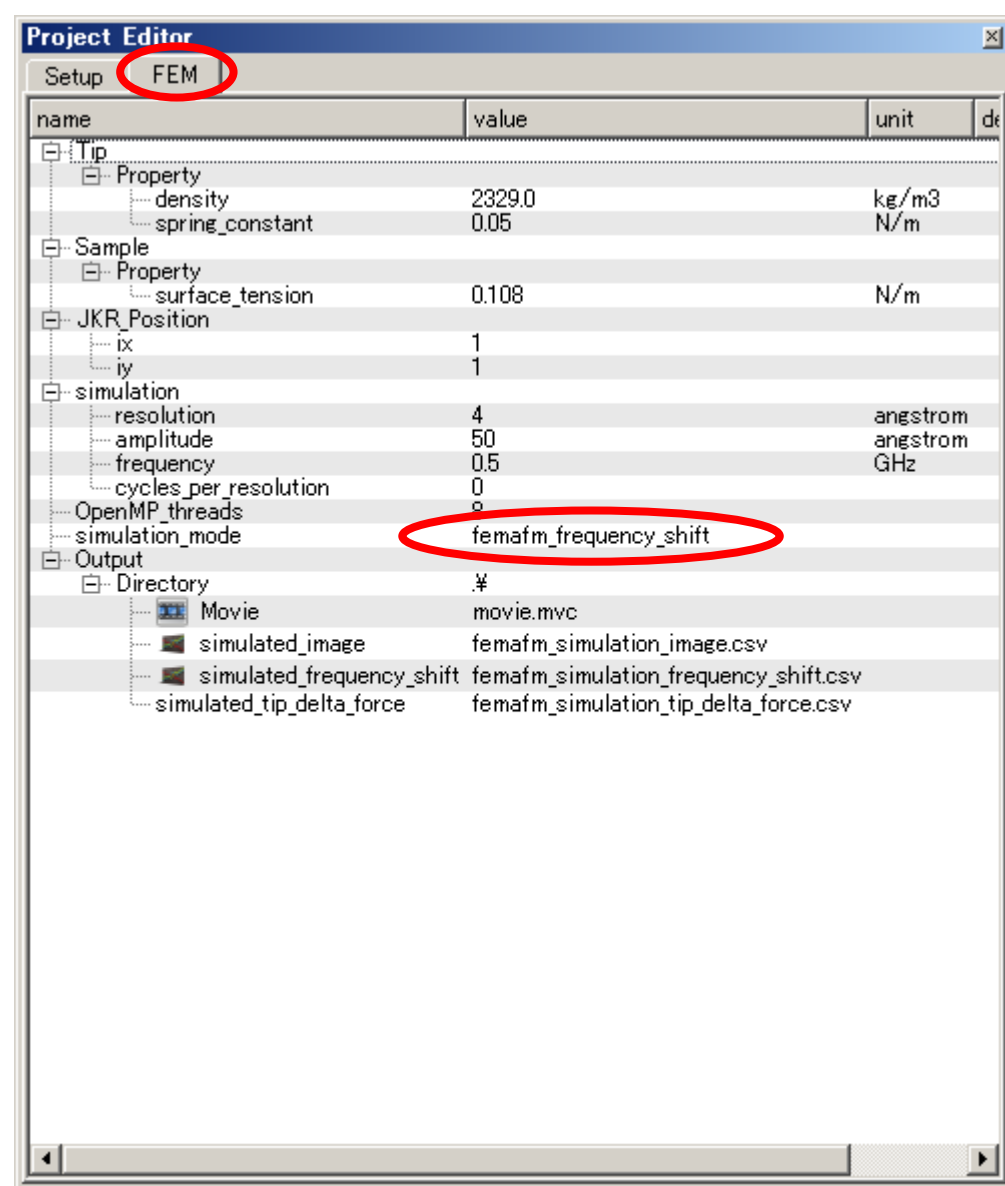 Project Editor
Setup FEM
name value unit de
Tip
Property
density 2329.0 kg/m3
spring_constant 0.05 N/m
Sample
Property
surface_tension 0.108 N/m
JKR_Position
ix 1
iy 1
simulation
resolution 4 angstrom
amplitude 50 angstrom
frequency 0.5 GHz
cycles_per_resolution 0
OpenMP_threads 8
simulation_mode femafm_frequency_shift
Output
Directory .¥
Movie movie.mvc
simulated_image femafm_simulation_image.csv
simulated_frequency_shift femafm_simulation_frequency_shift.csv
simulated_tip_delta_force femafm_simulation_tip_delta_force.csv